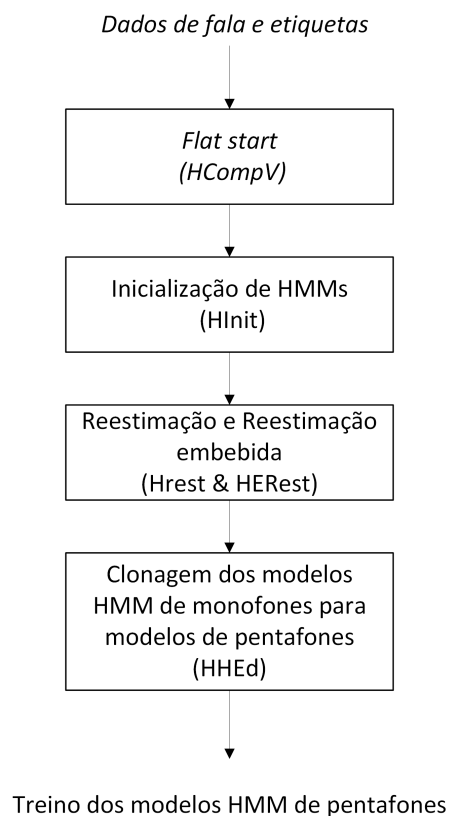 Dados de fala e etiquetas
Flat start
(HCompV)
Inicialização de HMMs
(HInit)
Reestimação e Reestimação
embebida
(Hrest & HERest)
Clonagem dos modelos
HMM de monofones para
modelos de pentafones
(HHEd)
Treino dos modelos HMM de pentafones